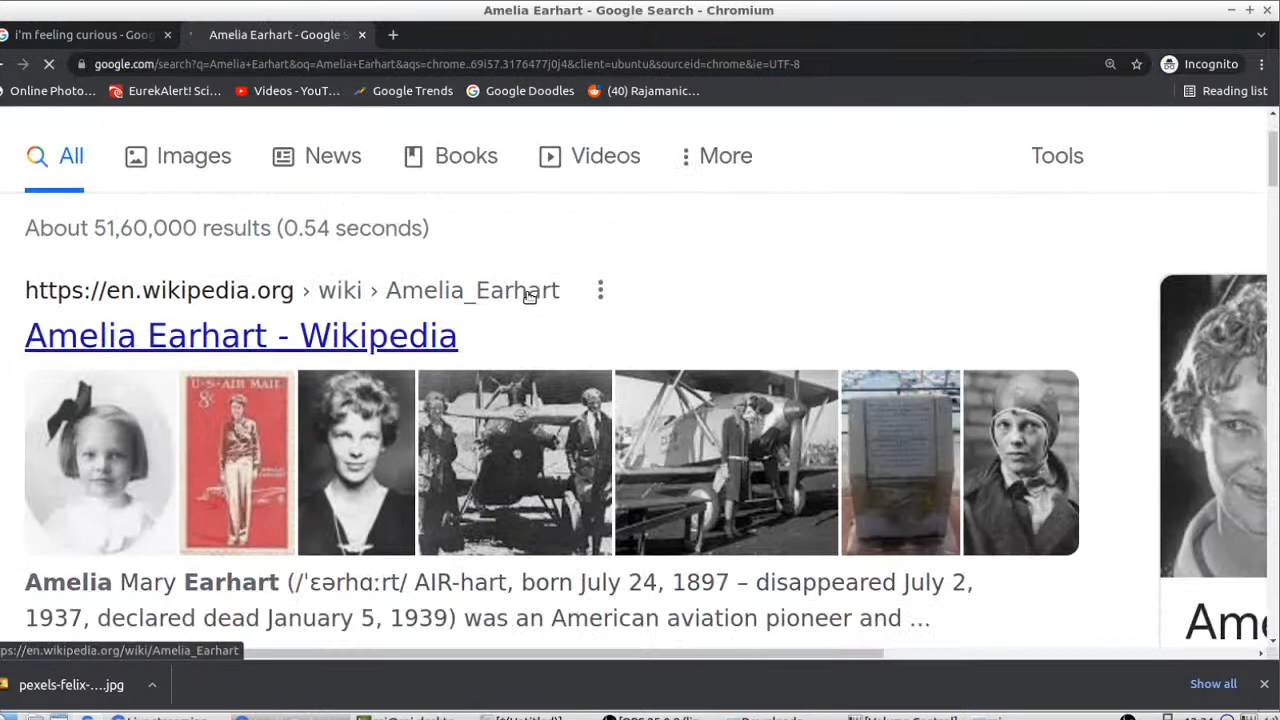 Amelia Earhart - Google Search - Chromium
i'm feeling curious - Goog
Amelia Earhart - Google S
google.com/search?q=Amelia+Earhart&oq=Amelia+Earhart&aqs=chrome..69i57.3176477j0j4&client=ubuntu&sourceid=chrome&ie=UTF-8
Incognito
Online Photo...
EurekAlert! Sci...
Videos - YouT...
Google Trends
Google Doodles
(40) Rajamanic...
Reading list
All
Images
News
Books
Videos
More
Tools
About 51,60,000 results (0.54 seconds)
https://en.wikipedia.org › wiki › Amelia_Earhart
Amelia Earhart - Wikipedia
U·S·AIR MAIL
8c
Amelia Mary Earhart (/ˈɛərhɑːrt/ AIR-hart, born July 24, 1897 – disappeared July 2,
1937, declared dead January 5, 1939) was an American aviation pioneer and ...
Ame
ps://en.wikipedia.org/wiki/Amelia_Earhart
pexels-felix-....jpg
Show all